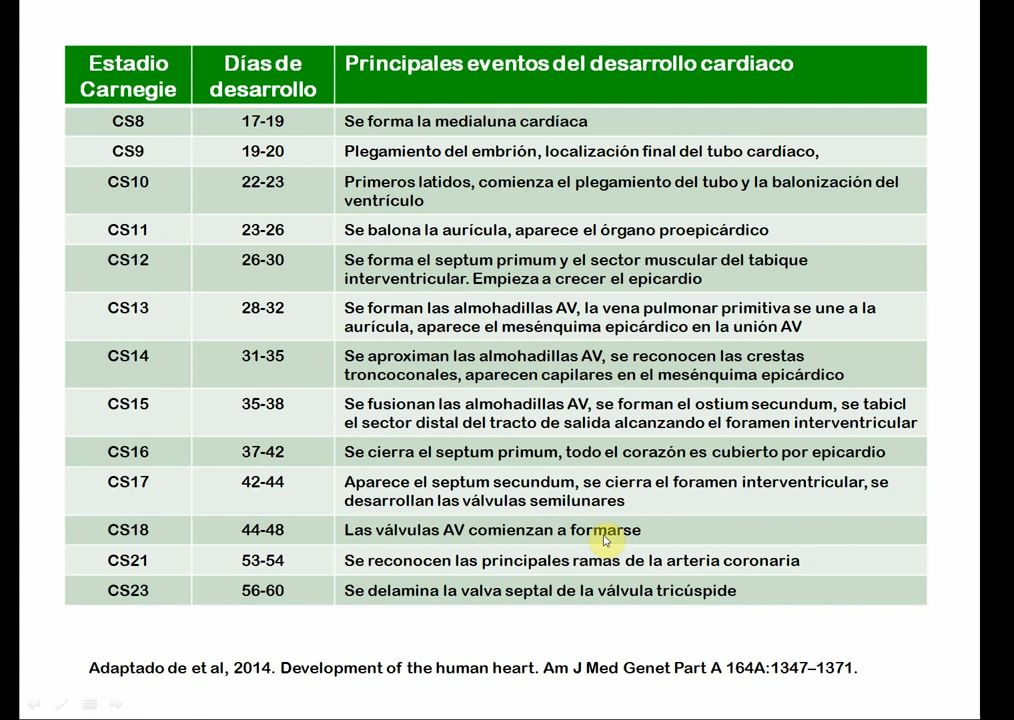 Estadio Carnegie
Días de desarrollo
Principales eventos del desarrollo cardiaco
CS8 17-19 Se forma la medialuna cardíaca
CS9 19-20 Plegamiento del embrión, localización final del tubo cardíaco,
CS10 22-23 Primeros latidos, comienza el plegamiento del tubo y la balonización del
ventrículo
CS11 23-26 Se balona la aurícula, aparece el órgano proepicárdico
CS12 26-30 Se forma el septum primum y el sector muscular del tabique
interventricular. Empieza a crecer el epicardio
CS13 28-32 Se forman las almohadillas AV, la vena pulmonar primitiva se une a la
aurícula, aparece el mesénquima epicárdico en la unión AV
CS14 31-35 Se aproximan las almohadillas AV, se reconocen las crestas
troncoconales, aparecen capilares en el mesénquima epicárdico
CS15 35-38 Se fusionan las almohadillas AV, se forman el ostium secundum, se tabicl
el sector distal del tracto de salida alcanzando el foramen interventricular
CS16 37-42 Se cierra el septum primum, todo el corazón es cubierto por epicardio
CS17 42-44 Aparece el septum secundum, se cierra el foramen interventricular, se
desarrollan las válvulas semilunares
CS18 44-48 Las válvulas AV comienzan a formarse
CS21 53-54 Se reconocen las principales ramas de la arteria coronaria
CS23 56-60 Se delamina la valva septal de la válvula tricúspide
Adaptado de et al, 2014. Development of the human heart. Am J Med Genet Part A 164A:1347–1371.